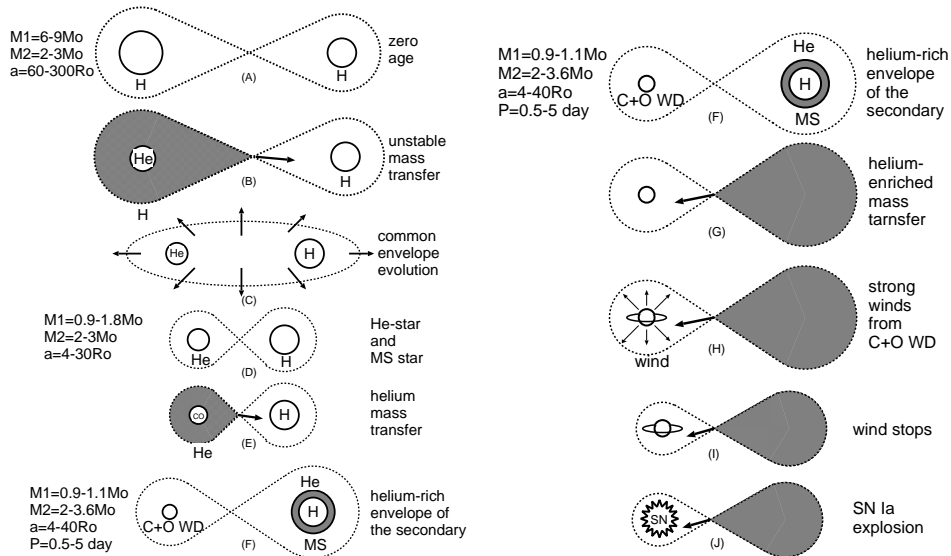 M1=6-9Mo
M2=2-3Mo
a=60-300Ro
H
H
(A)
zero
age
He
H
H
(B)
unstable
mass
transfer
He
H
(C)
common
envelope
evolution
M1=0.9-1.8Mo
M2=2-3Mo
a=4-30Ro
He
H
(D)
He-star
and
MS star
CO
He
H
(E)
helium
mass
transfer
M1=0.9-1.1Mo
M2=2-3.6Mo
a=4-40Ro
P=0.5-5 day
C+O WD
He
H
MS
(F)
helium-rich
envelope of
the secondary
M1=0.9-1.1Mo
M2=2-3.6Mo
a=4-40Ro
P=0.5-5 day
C+O WD
He
H
MS
(F)
helium-rich
envelope
of the
secondary
(G)
helium-
enriched
mass
tarnsfer
wind
(H)
strong
winds
from
C+O WD
(I)
wind stops
SN
(J)
SN Ia
explosion